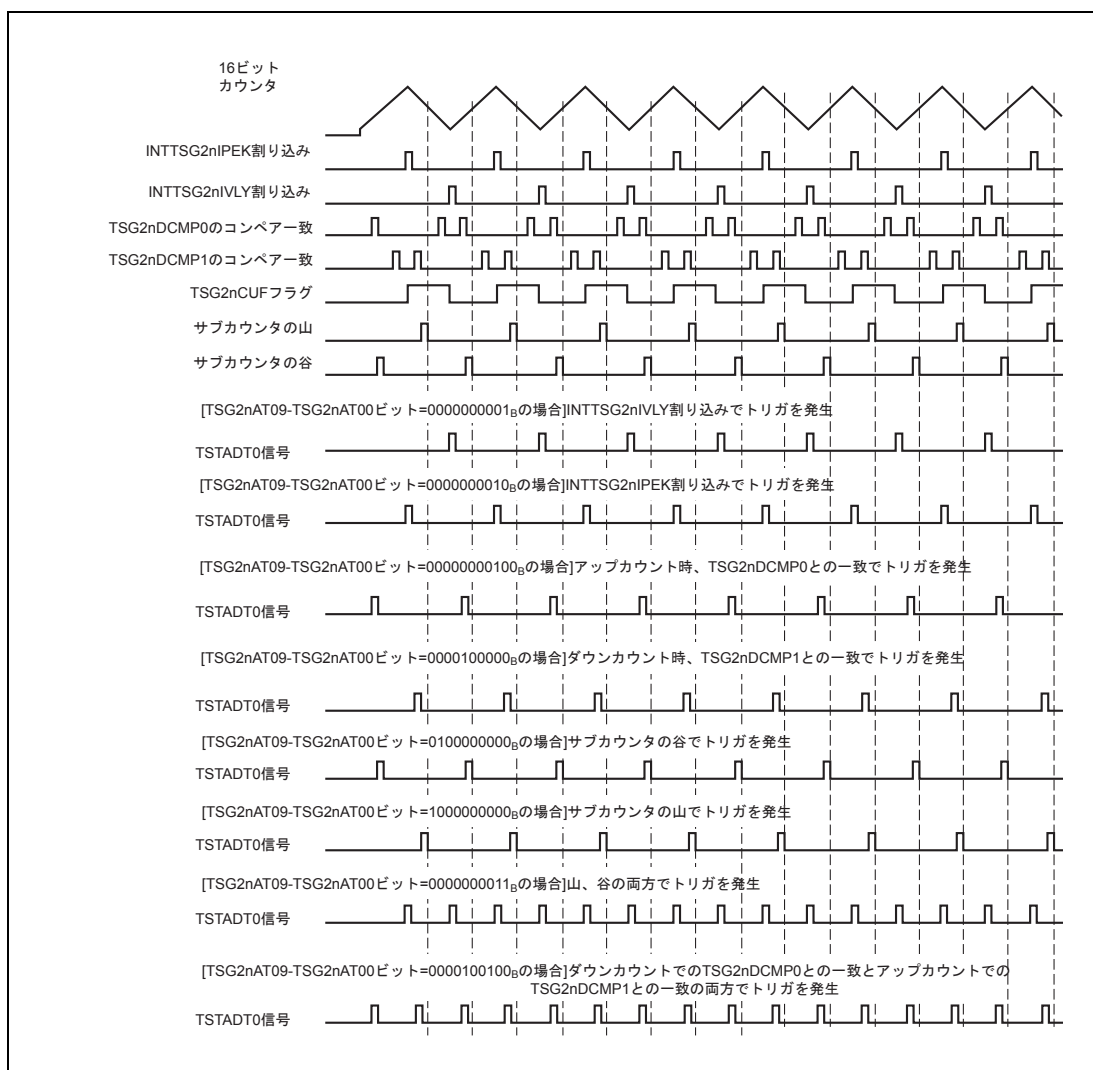 16ビット
カウンタ
INTTSG2nIPEK割り込み
INTTSG2nIVLY割り込み
TSG2nDCMP0のコンペアー致
TSG2nDCMP1のコンペアー致
TSG2nCUFフラグ
サブカウンタの山
サブカウンタの谷
[TSG2nAT09-TSG2nAT00ビット=0000000001Bの場合]INTTSG2nIVLY割り込みでトリガを発生
TSTADT0信号
[TSG2nAT09-TSG2nAT00ビット=0000000010Bの場合]INTTSG2nIPEK割り込みでトリガを発生
TSTADT0信号
[TSG2nAT09-TSG2nAT00ビット=00000000100Bの場合]アップカウント時、TSG2nDCMP0との一致でトリガを発生
TSTADT0信号
[TSG2nAT09-TSG2nAT00ビット=0000100000Bの場合]ダウンカウント時、TSG2nDCMP1との一致でトリガを発生
TSTADT0信号
[TSG2nAT09-TSG2nAT00ビット=0100000000Bの場合]サブカウンタの谷でトリガを発生
TSTADT0信号
[TSG2nAT09-TSG2nAT00ビット=1000000000Bの場合]サブカウンタの山でトリガを発生
TSTADT0信号
[TSG2nAT09-TSG2nAT00ビット=0000000011Bの場合]山、谷の両方でトリガを発生
TSTADT0信号
[TSG2nAT09-TSG2nAT00ビット=0000100100Bの場合]ダウンカウントでのTSG2nDCMP0との一致とアップカウントでの
TSG2nDCMP1との一致の両方でトリガを発生
TSTADT0信号